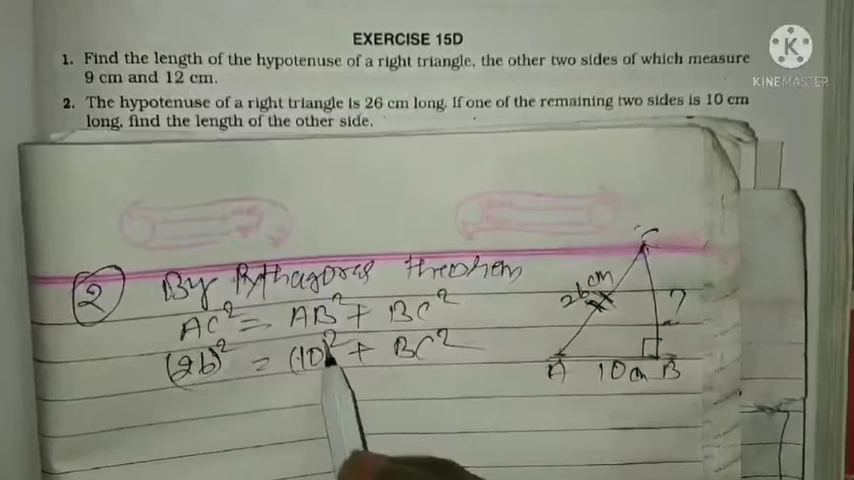 EXERCISE 15D
1. Find the length of the hypotenuse of a right triangle, the other two sides of which measure
9 cm and 12 cm.
2. The hypotenuse of a right triangle is 26 cm long. If one of the remaining two sides is 10 cm
long, find the length of the other side.
K
KINEMASTER
2 By Pythagoras theohem
AC² = AB² + BC²
(26)² = (10)² + BC²
C
26 cm
?
A 10cm B